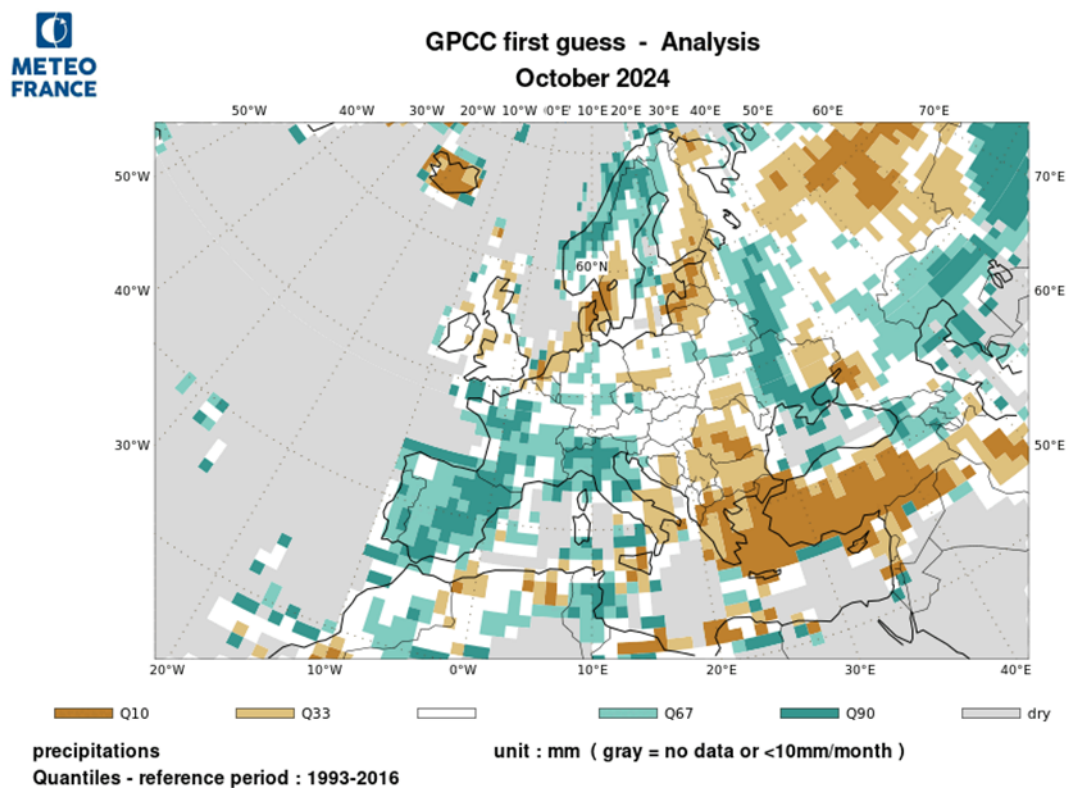 METEO
FRANCE
GPCC first guess - Analysis
October 2024
50°W 40°W 30°W 20°W 10°W 0°E 10°E 20°E 30°E 40°E 50°E 60°E 70°E
50°W 70°E
60°N
40°W 60°E
30°W 50°E
20°W 10°W 0°W 10°E 20°E 30°E 40°E
Q10 Q33 Q67 Q90 dry
precipitations unit : mm ( gray = no data or <10mm/month )
Quantiles - reference period : 1993-2016